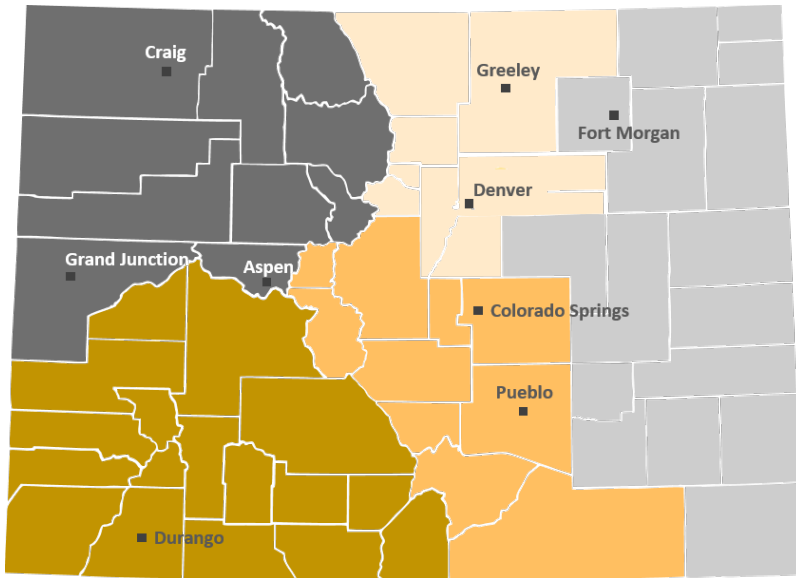 Craig
Greeley
Fort Morgan
Denver
Grand Junction
Aspen
Colorado Springs
Pueblo
Durango